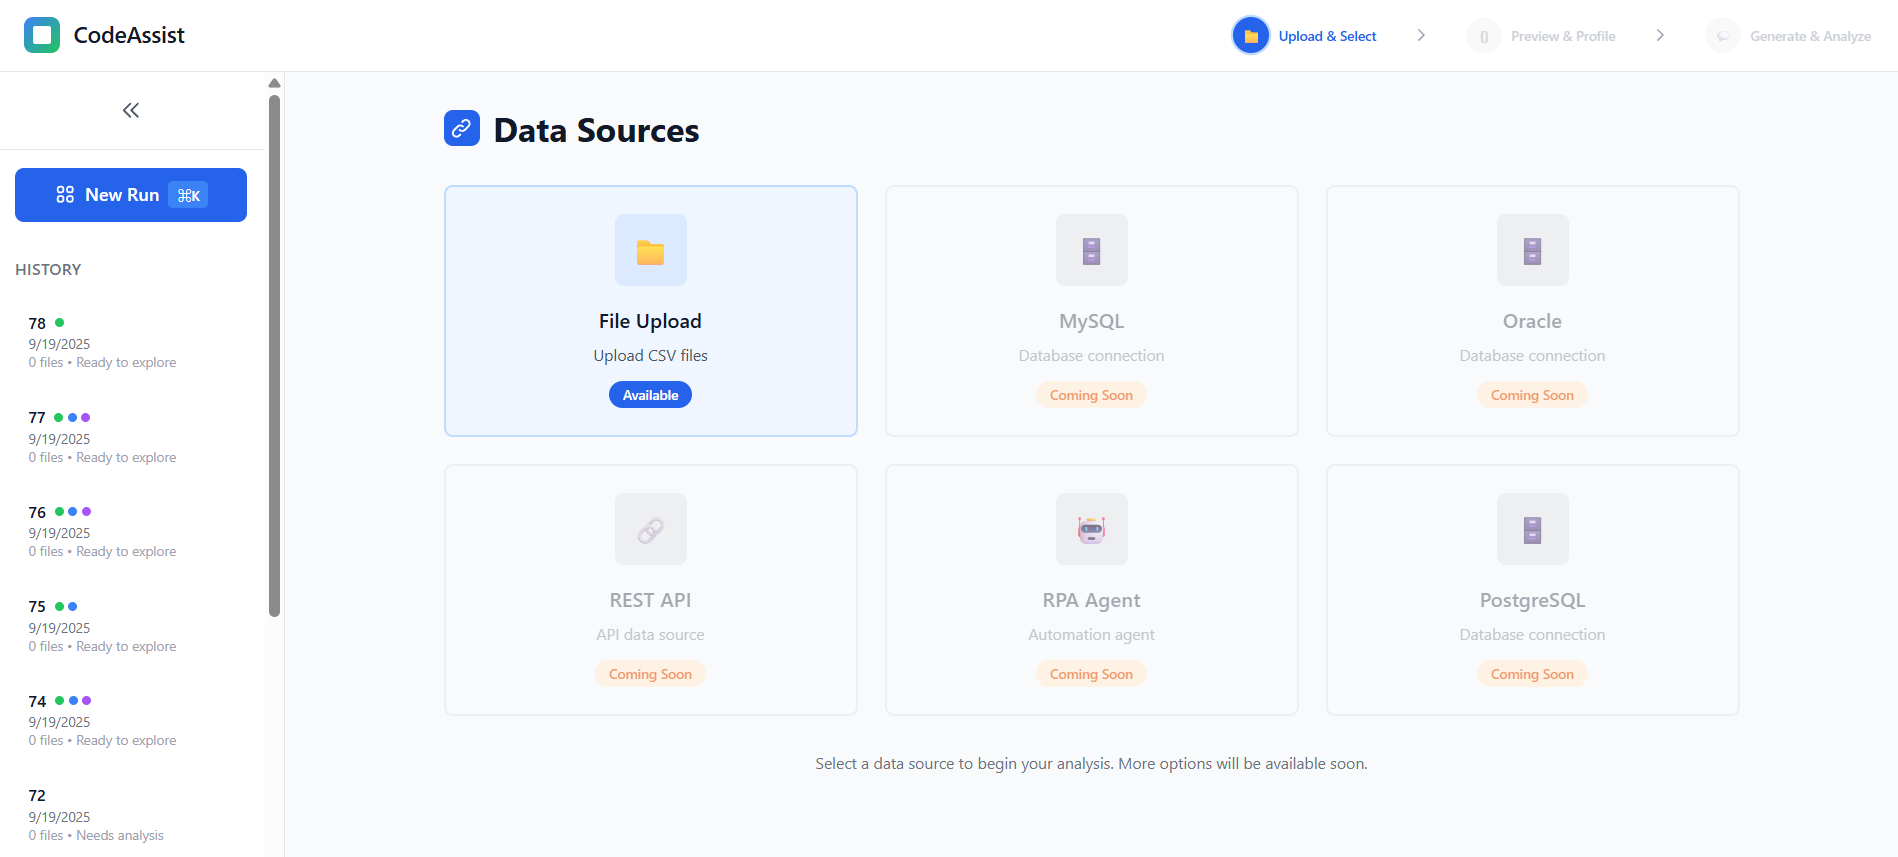 CodeAssist
Upload & Select
{} Preview & Profile
Generate & Analyze
New Run ⌘K
HISTORY
78
9/19/2025
0 files • Ready to explore
77
9/19/2025
0 files • Ready to explore
76
9/19/2025
0 files • Ready to explore
75
9/19/2025
0 files • Ready to explore
74
9/19/2025
0 files • Ready to explore
72
9/19/2025
0 files • Needs analysis
Data Sources
File Upload
Upload CSV files
Available
MySQL
Database connection
Coming Soon
Oracle
Database connection
Coming Soon
REST API
API data source
Coming Soon
RPA Agent
Automation agent
Coming Soon
PostgreSQL
Database connection
Coming Soon
Select a data source to begin your analysis. More options will be available soon.